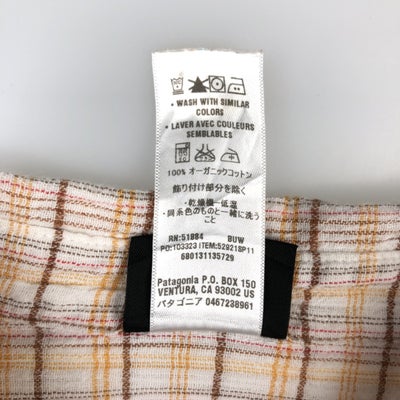 • WASH WITH SIMILAR
COLORS
• LAVER AVEC COULEURS
SEMBLABLES
100% オーガニックコットン
飾り付け部分を除く
・乾燥機－低温
・同系色のものと一緒に洗う
こと
RN:51884 BUW
PO:103323 ITEM:52921SP11
680131135729
Patagonia P.O. BOX 150
VENTURA, CA 93002 US
パタゴニア 0467238961